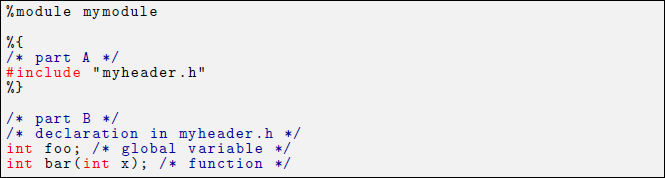 %module mymodule
%{
/* part A */
#include "myheader.h"
%}
/* part B */
/* declaration in myheader.h */
int foo; /* global variable */
int bar(int x); /* function */